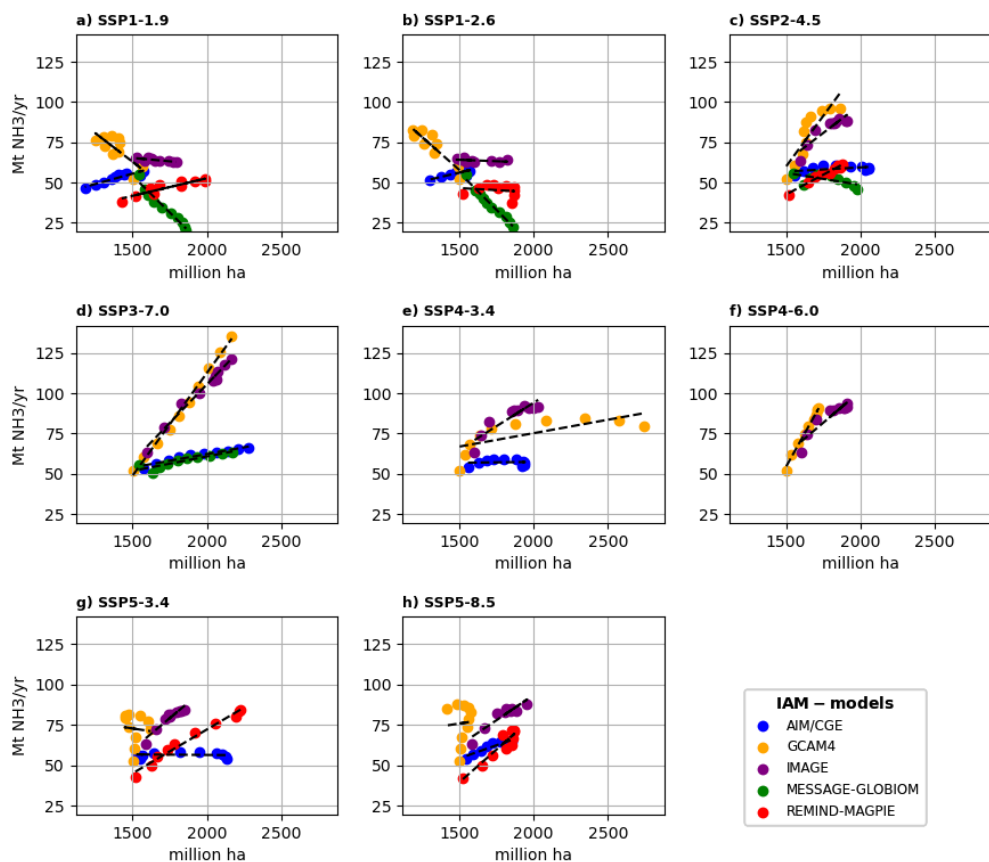 a) SSP1-1.9
b) SSP1-2.6
c) SSP2-4.5
Mt NH3/yr
125
100
75
50
25
1500 2000 2500
million ha
125
100
75
50
25
1500 2000 2500
million ha
125
100
75
50
25
1500 2000 2500
million ha
d) SSP3-7.0
e) SSP4-3.4
f) SSP4-6.0
Mt NH3/yr
125
100
75
50
25
1500 2000 2500
million ha
125
100
75
50
25
1500 2000 2500
million ha
125
100
75
50
25
1500 2000 2500
million ha
g) SSP5-3.4
h) SSP5-8.5
Mt NH3/yr
125
100
75
50
25
1500 2000 2500
million ha
125
100
75
50
25
1500 2000 2500
million ha
IAM – models
AIM/CGE
GCAM4
IMAGE
MESSAGE-GLOBIOM
REMIND-MAGPIE